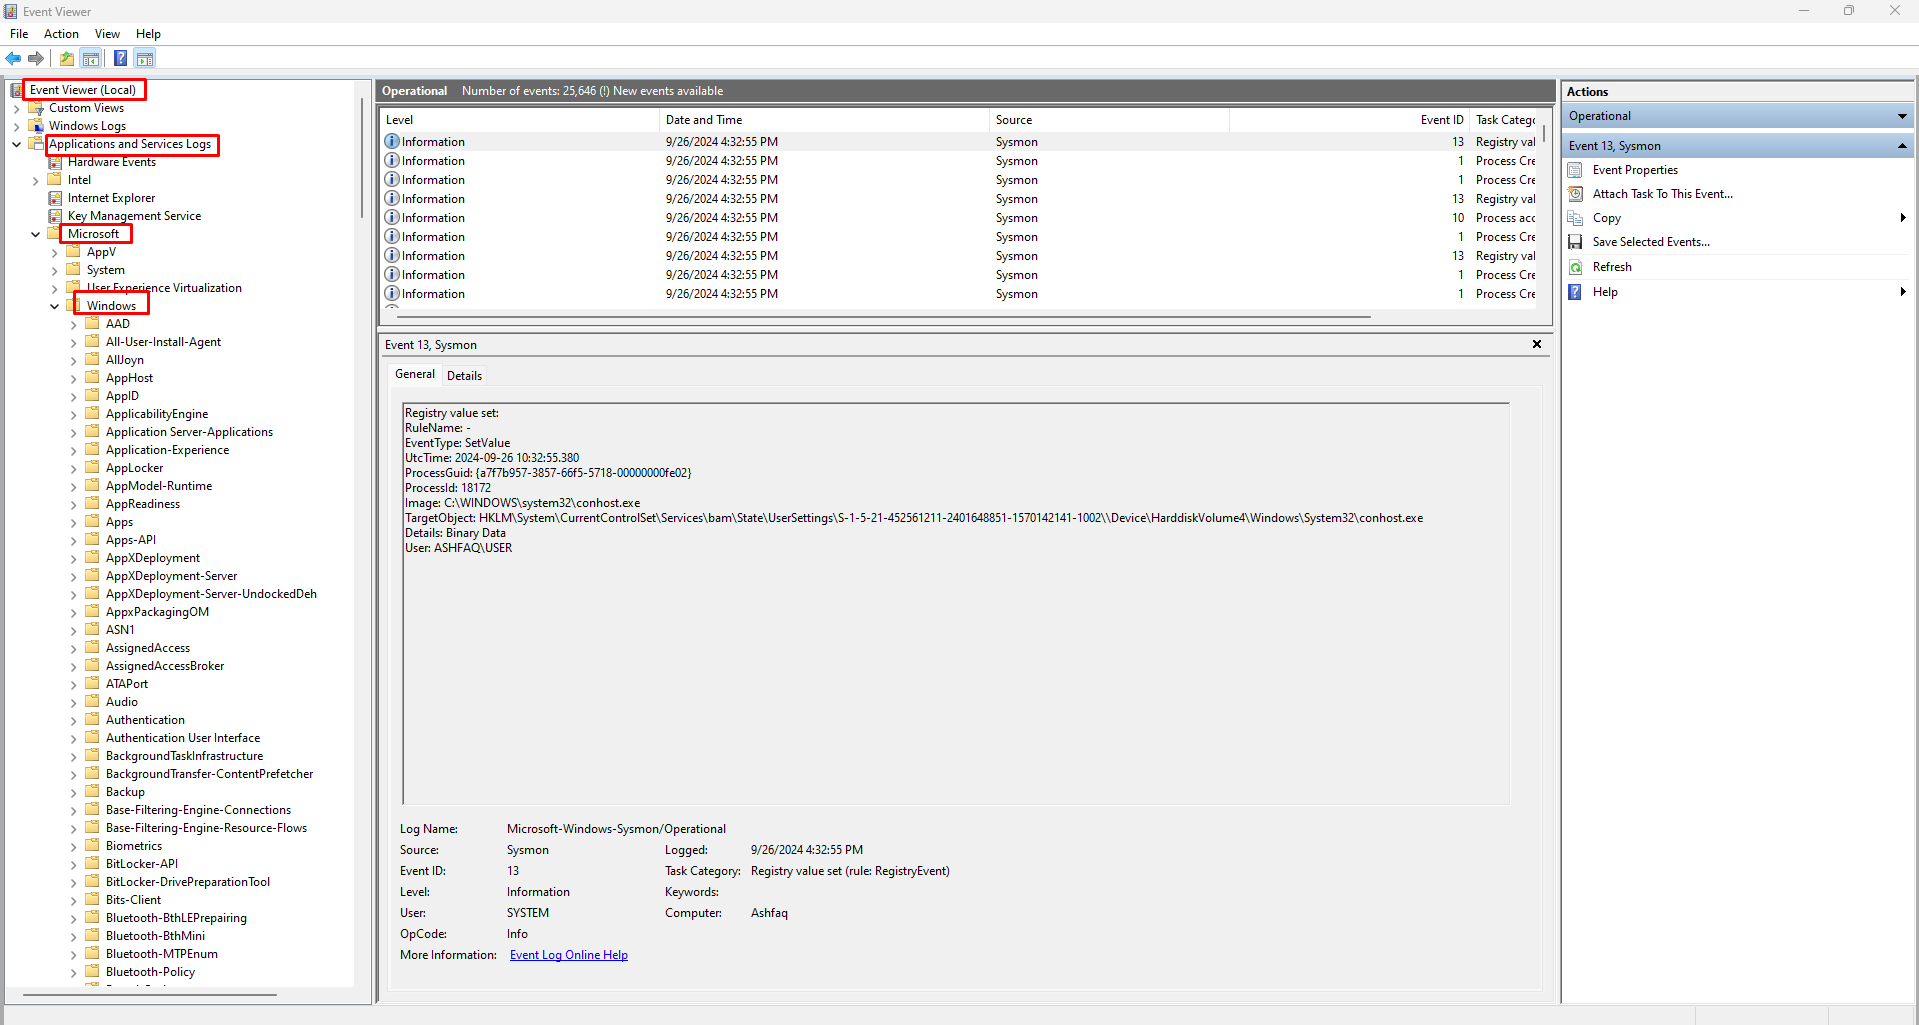 Event Viewer
File Action View Help
Event Viewer (Local)
Custom Views
Windows Logs
Applications and Services Logs
Hardware Events
Intel
Internet Explorer
Key Management Service
Microsoft
AppV
System
User Experience Virtualization
Windows
AAD
All-User-Install-Agent
AllJoyn
AppHost
AppID
ApplicabilityEngine
Application Server-Applications
Application-Experience
AppLocker
AppModel-Runtime
AppReadiness
Apps
Apps-API
AppXDeployment
AppXDeployment-Server
AppXDeployment-Server-UndockedDeh
AppxPackagingOM
ASN1
AssignedAccess
AssignedAccessBroker
ATAPort
Audio
Authentication
Authentication User Interface
BackgroundTaskInfrastructure
BackgroundTransfer-ContentPrefetcher
Backup
Base-Filtering-Engine-Connections
Base-Filtering-Engine-Resource-Flows
Biometrics
BitLocker-API
BitLocker-DrivePreparationTool
Bits-Client
Bluetooth-BthLEPrepairing
Bluetooth-BthMini
Bluetooth-MTPEnum
Bluetooth-Policy
Operational Number of events: 25,646 (!) New events available
Level Date and Time Source Event ID Task Categ
Information 9/26/2024 4:32:55 PM Sysmon 13 Registry val
Information 9/26/2024 4:32:55 PM Sysmon 1 Process Cre
Information 9/26/2024 4:32:55 PM Sysmon 1 Process Cre
Information 9/26/2024 4:32:55 PM Sysmon 13 Registry val
Information 9/26/2024 4:32:55 PM Sysmon 10 Process acc
Information 9/26/2024 4:32:55 PM Sysmon 1 Process Cre
Information 9/26/2024 4:32:55 PM Sysmon 13 Registry val
Information 9/26/2024 4:32:55 PM Sysmon 1 Process Cre
Information 9/26/2024 4:32:55 PM Sysmon 1 Process Cre
Event 13, Sysmon
General Details
Registry value set:
RuleName: -
EventType: SetValue
UtcTime: 2024-09-26 10:32:55.380
ProcessGuid: {a7f7b957-3857-66f5-5718-00000000fe02}
ProcessId: 18172
Image: C:\WINDOWS\system32\conhost.exe
TargetObject: HKLM\System\CurrentControlSet\Services\bam\State\UserSettings\S-1-5-21-452561211-2401648851-1570142141-1002\\Device\HarddiskVolume4\Windows\System32\conhost.exe
Details: Binary Data
User: ASHFAQ\USER
Log Name: Microsoft-Windows-Sysmon/Operational
Source: Sysmon Logged: 9/26/2024 4:32:55 PM
Event ID: 13 Task Category: Registry value set (rule: RegistryEvent)
Level: Information Keywords:
User: SYSTEM Computer: Ashfaq
OpCode: Info
More Information: Event Log Online Help
Actions
Operational
Event 13, Sysmon
Event Properties
Attach Task To This Event...
Copy
Save Selected Events...
Refresh
Help